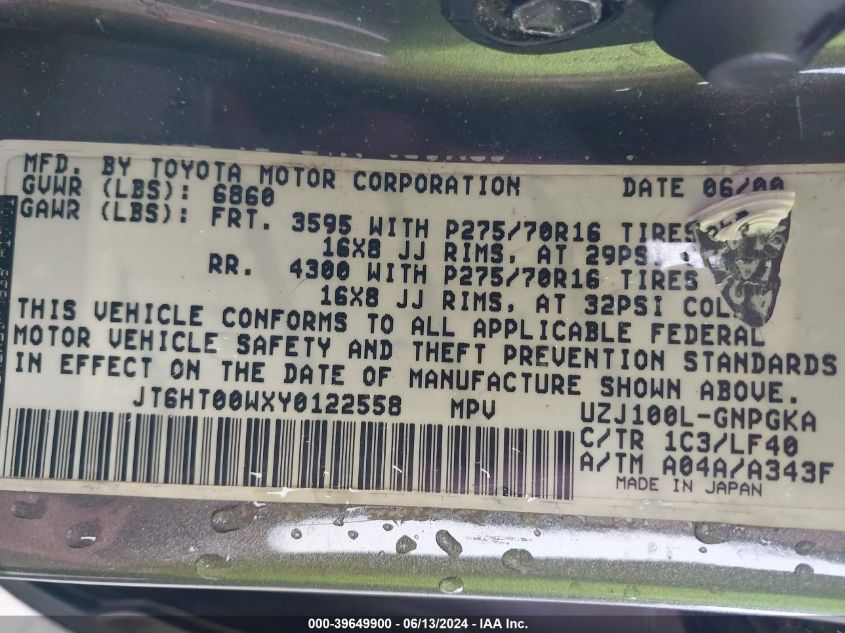 MFD. BY TOYOTA MOTOR CORPORATION DATE 06/00
GVWR (LBS): 6860
GAWR (LBS): FRT. 3595 WITH P275/70R16 TIRES
16X8 JJ RIMS, AT 29PSI
RR. 4300 WITH P275/70R16 TIRES
16X8 JJ RIMS, AT 32PSI COL
THIS VEHICLE CONFORMS TO ALL APPLICABLE FEDERAL
MOTOR VEHICLE SAFETY AND THEFT PREVENTION STANDARDS
IN EFFECT ON THE DATE OF MANUFACTURE SHOWN ABOVE.
JT6HT00WXY0122558 MPV UZJ100L-GNPGKA
C/TR 1C3/LF40
A/TM A04A/A343F
MADE IN JAPAN
000-39649900 - 06/13/2024 - IAA, Inc.